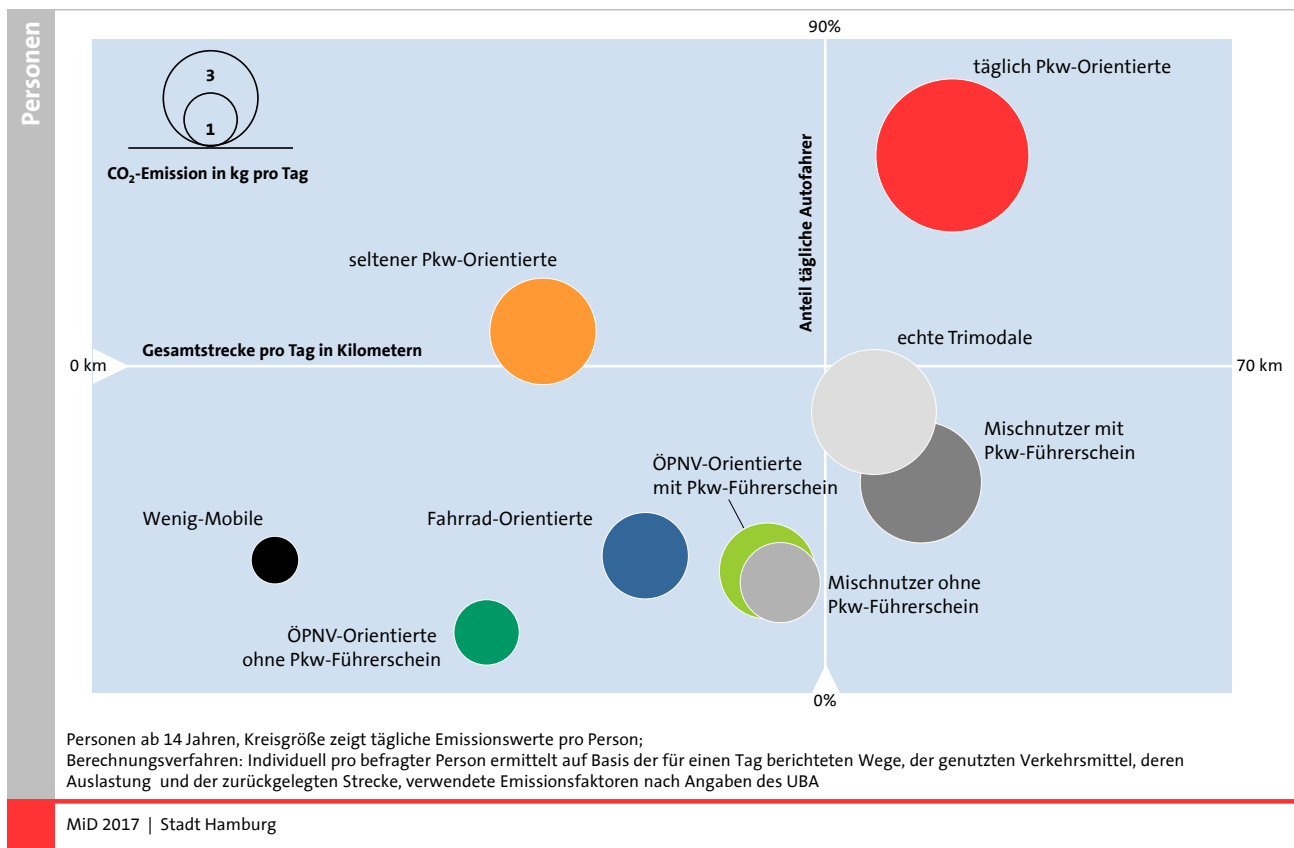 Personen
90%
täglich Pkw-Orientierte
3
1
CO₂-Emission in kg pro Tag
Anteil tägliche Autofahrer
seltener Pkw-Orientierte
echte Trimodale
Gesamtstrecke pro Tag in Kilometern
0 km
70 km
Mischnutzer mit
Pkw-Führerschein
ÖPNV-Orientierte
mit Pkw-Führerschein
Wenig-Mobile
Fahrrad-Orientierte
Mischnutzer ohne
Pkw-Führerschein
ÖPNV-Orientierte
ohne Pkw-Führerschein
0%
Personen ab 14 Jahren, Kreisgröße zeigt tägliche Emissionswerte pro Person;
Berechnungsverfahren: Individuell pro befragter Person ermittelt auf Basis der für einen Tag berichteten Wege, der genutzten Verkehrsmittel, deren
Auslastung und der zurückgelegten Strecke, verwendete Emissionsfaktoren nach Angaben des UBA
MiD 2017 | Stadt Hamburg